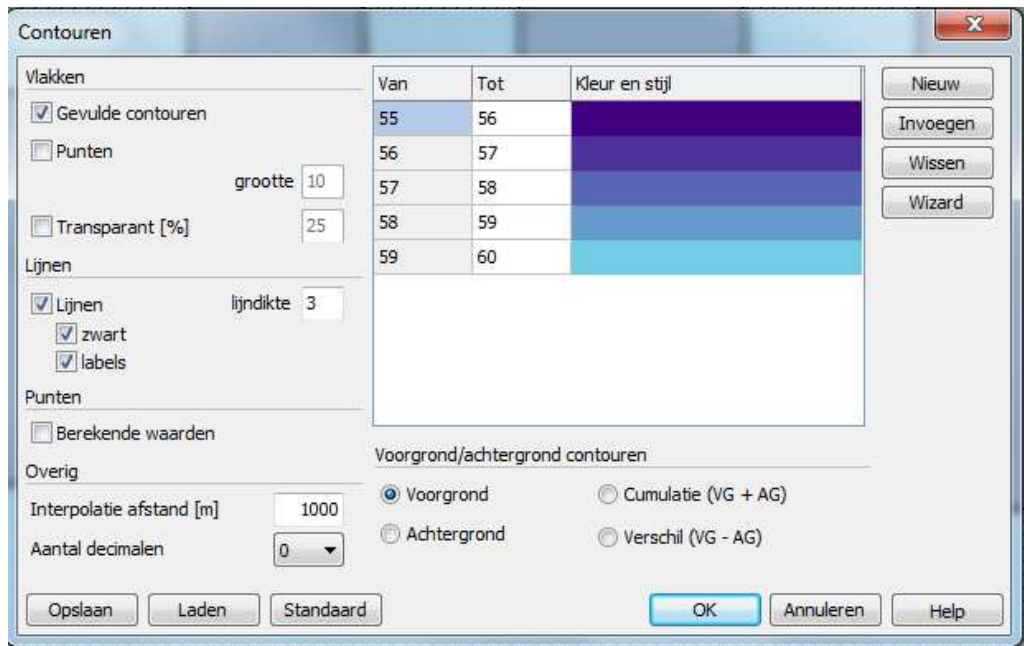 Contouren
Vlakken
Gevulde contouren
Punten
grootte 10
Transparant [%] 25
Lijnen
Lijnen lijndikte 3
zwart
labels
Punten
Berekende waarden
Overig
Interpolatie afstand [m] 1000
Aantal decimalen 0
Van Tot Kleur en stijl
55 56
56 57
57 58
58 59
59 60
Nieuw
Invoegen
Wissen
Wizard
Voorgrond/achtergrond contouren
Voorgrond Cumulatie (VG + AG)
Achtergrond Verschil (VG - AG)
Opslaan Laden Standaard OK Annuleren Help